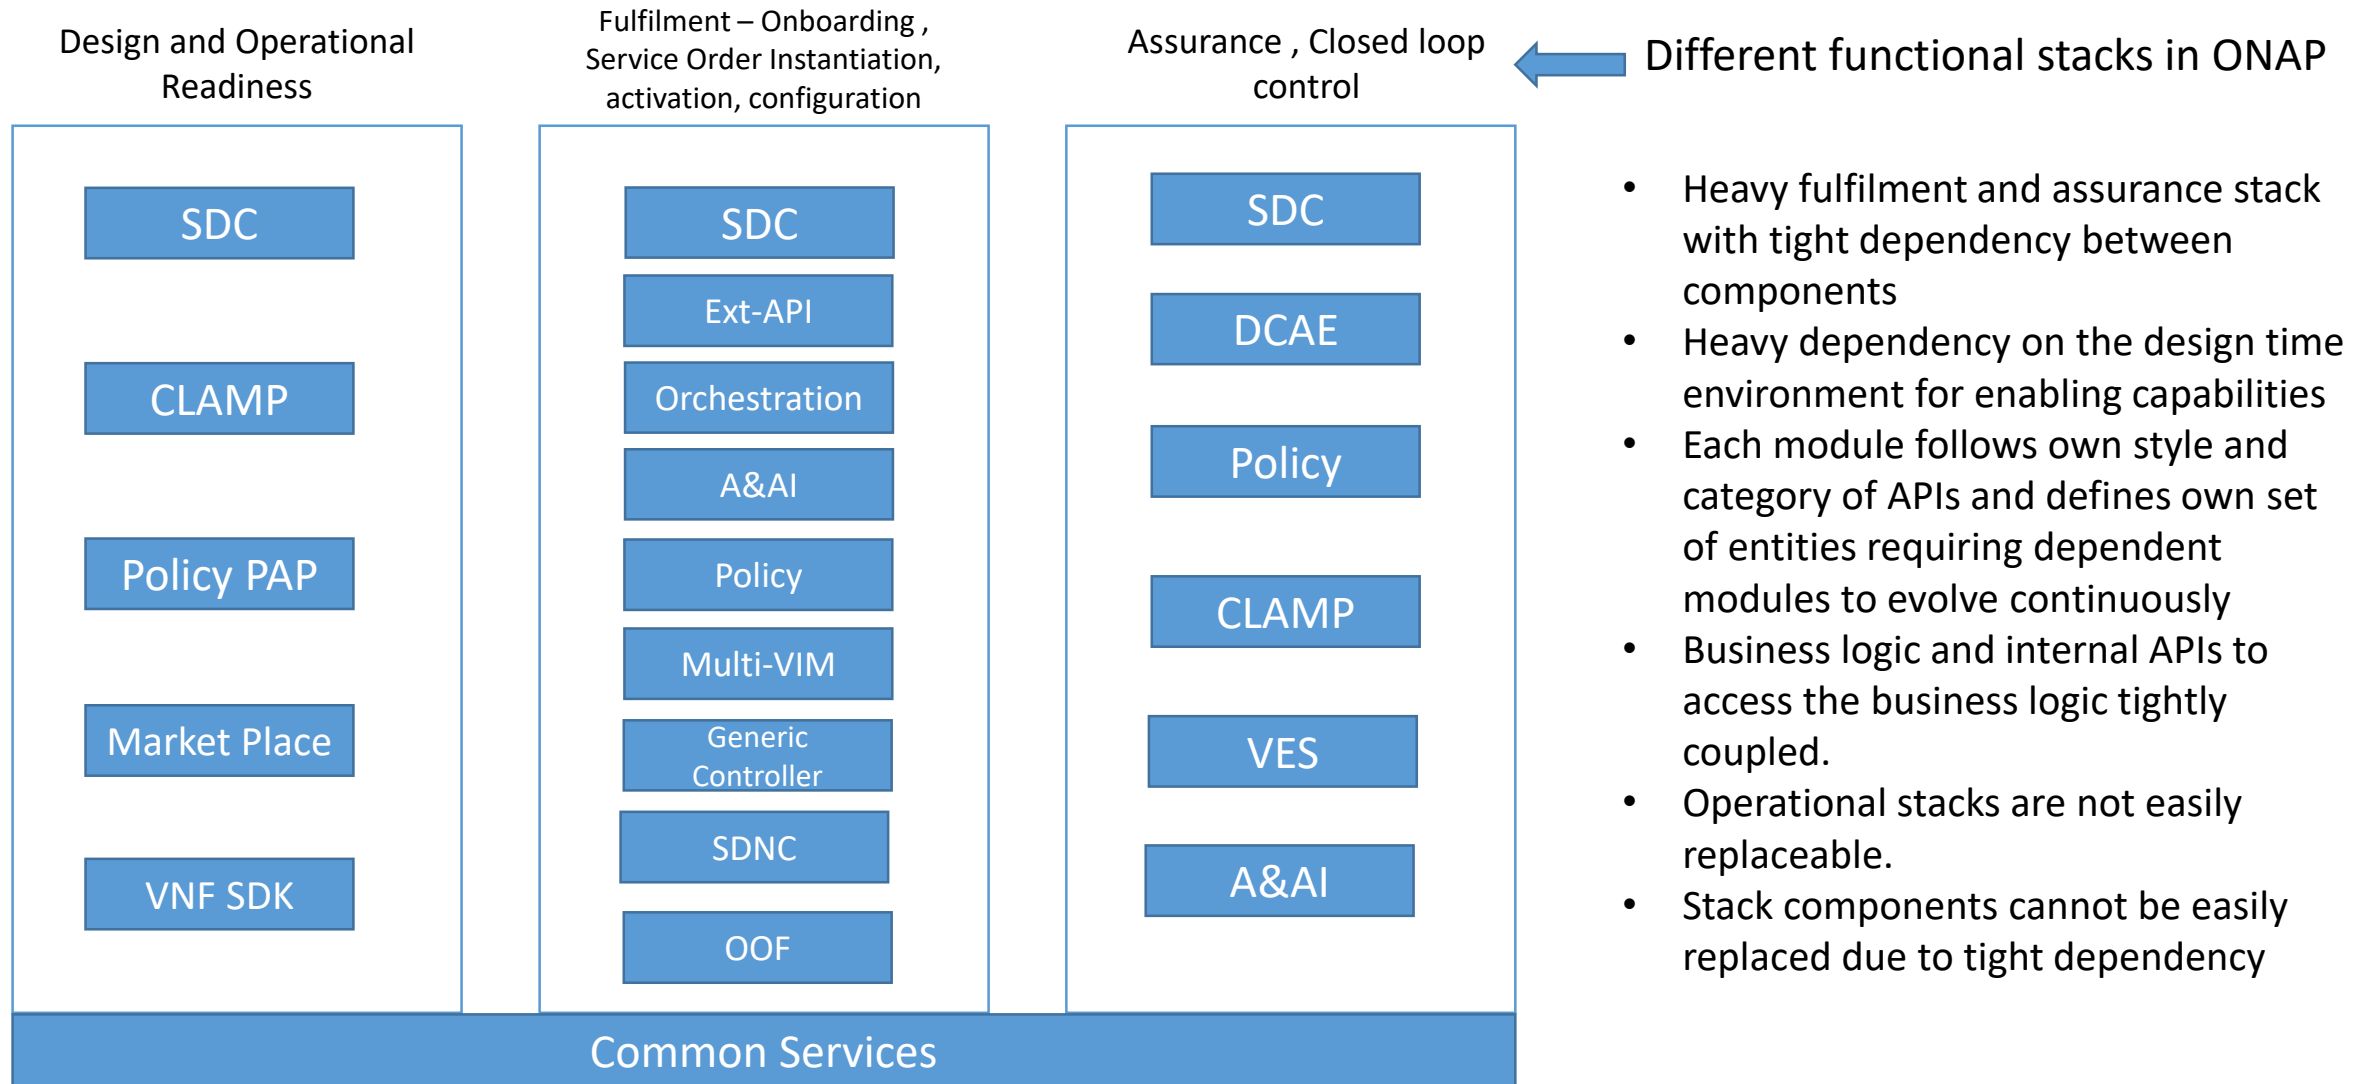 Design and Operational
Readiness
SDC
CLAMP
Policy PAP
Market Place
VNF SDK
Fulfilment – Onboarding ,
Service Order Instantiation,
activation, configuration
SDC
Ext-API
Orchestration
A&AI
Policy
Multi-VIM
Generic
Controller
SDNC
OOF
Assurance , Closed loop
control
SDC
DCAE
Policy
CLAMP
VES
A&AI
Common Services
Different functional stacks in ONAP
• Heavy fulfilment and assurance stack
with tight dependency between
components
• Heavy dependency on the design time
environment for enabling capabilities
• Each module follows own style and
category of APIs and defines own set
of entities requiring dependent
modules to evolve continuously
• Business logic and internal APIs to
access the business logic tightly
coupled.
• Operational stacks are not easily
replaceable.
• Stack components cannot be easily
replaced due to tight dependency